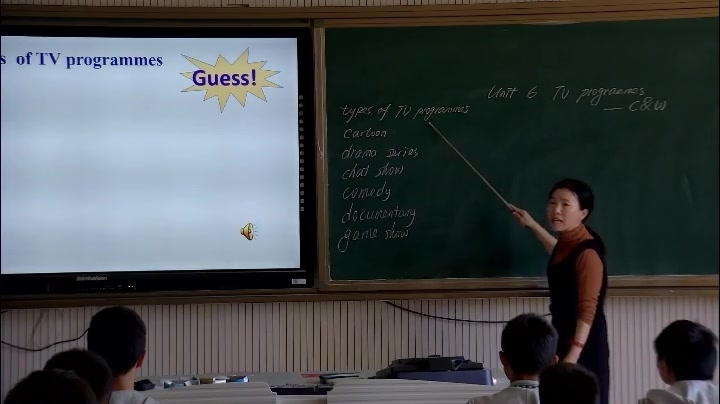 s of TV programmes
Guess!
Unit 6 TV programmes
— C&W
types of TV programmes
cartoon
drama series
chat show
comedy
documentary
game show